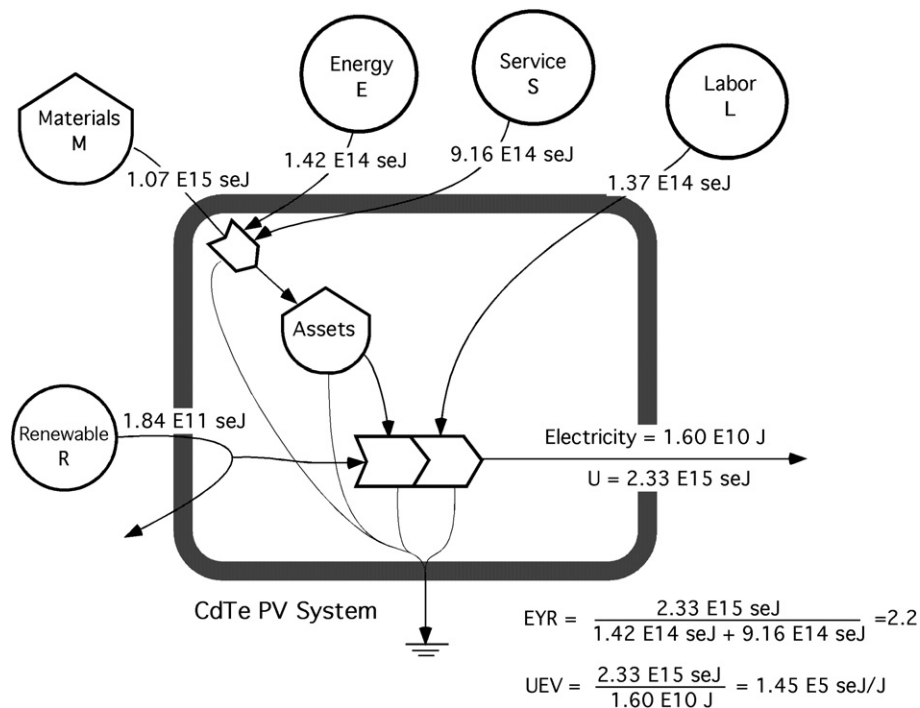 Energy
E
Service
S
Labor
L
Materials
M
1.42 E14 seJ
9.16 E14 seJ
1.07 E15 seJ
1.37 E14 seJ
Assets
Renewable
R
1.84 E11 seJ
Electricity = 1.60 E10 J
U = 2.33 E15 seJ
CdTe PV System
EYR = 2.33 E15 seJ / 1.42 E14 seJ + 9.16 E14 seJ =2.2
UEV = 2.33 E15 seJ / 1.60 E10 J = 1.45 E5 seJ/J